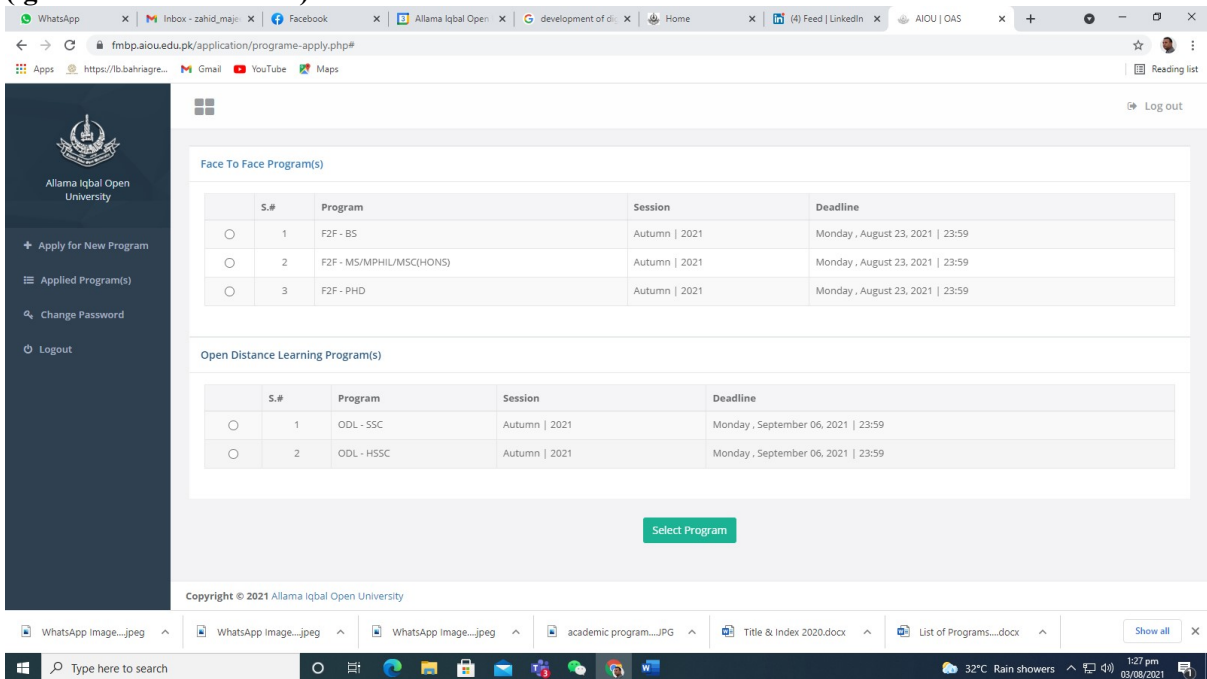 WhatsApp
Inbox - zahid_maje
Facebook
Allama Iqbal Open
development of di
Home
(4) Feed | LinkedIn
AIOU | OAS
fmbp.aiou.edu.pk/application/programe-apply.php#
Apps
https://lb.bahriagre...
Gmail
YouTube
Maps
Reading list
Log out
Allama Iqbal Open
University
+ Apply for New Program
Applied Program(s)
Change Password
Logout
Face To Face Program(s)
S.# Program Session Deadline
1 F2F - BS Autumn | 2021 Monday , August 23, 2021 | 23:59
2 F2F - MS/MPHIL/MSC(HONS) Autumn | 2021 Monday , August 23, 2021 | 23:59
3 F2F - PHD Autumn | 2021 Monday , August 23, 2021 | 23:59
Open Distance Learning Program(s)
S.# Program Session Deadline
1 ODL - SSC Autumn | 2021 Monday , September 06, 2021 | 23:59
2 ODL - HSSC Autumn | 2021 Monday , September 06, 2021 | 23:59
Select Program
Copyright © 2021 Allama Iqbal Open University
WhatsApp Image....jpeg
WhatsApp Image....jpeg
WhatsApp Image....jpeg
academic program....JPG
Title & Index 2020.docx
List of Programs....docx
Show all
Type here to search
32°C Rain showers
1:27 pm
03/08/2021